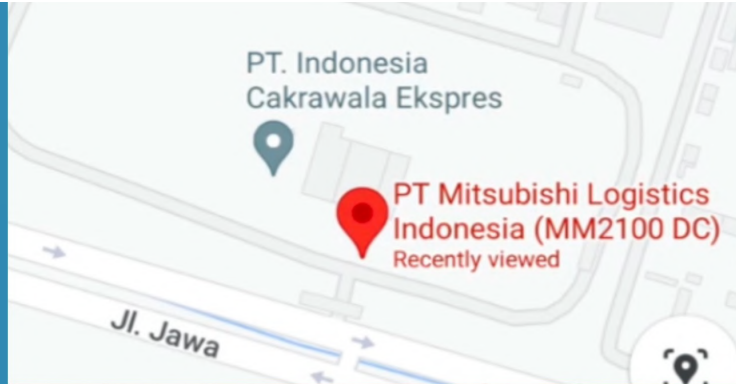 PT. Indonesia
Cakrawala Ekspres
PT Mitsubishi Logistics
Indonesia (MM2100 DC)
Recently viewed
Jl. Jawa